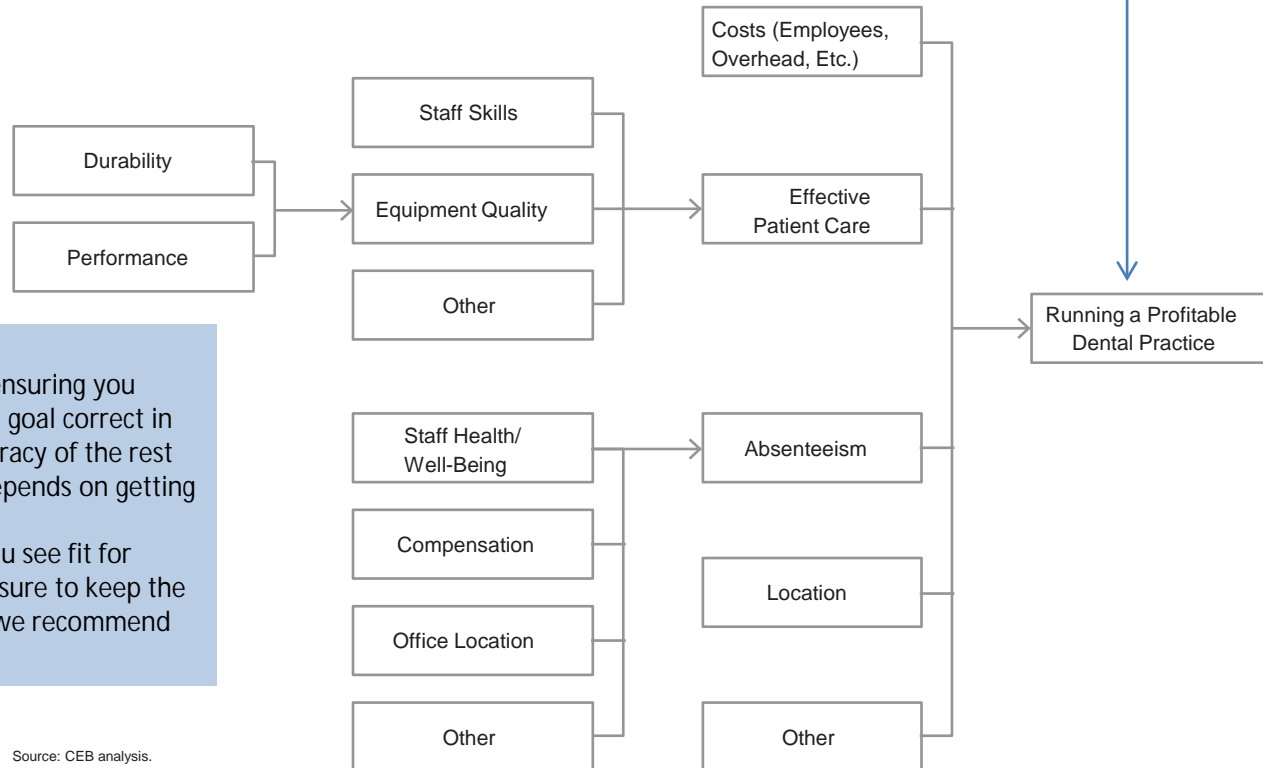 Costs (Employees,
Overhead, Etc.)
Staff Skills
Durability
Equipment Quality
Effective
Patient Care
Performance
Other
Running a Profitable
Dental Practice
ensuring you
goal correct in
racy of the rest
epends on getting
u see fit for
sure to keep the
we recommend
Staff Health/
Well-Being
Absenteeism
Compensation
Location
Office Location
Other
Other
Source: CEB analysis.